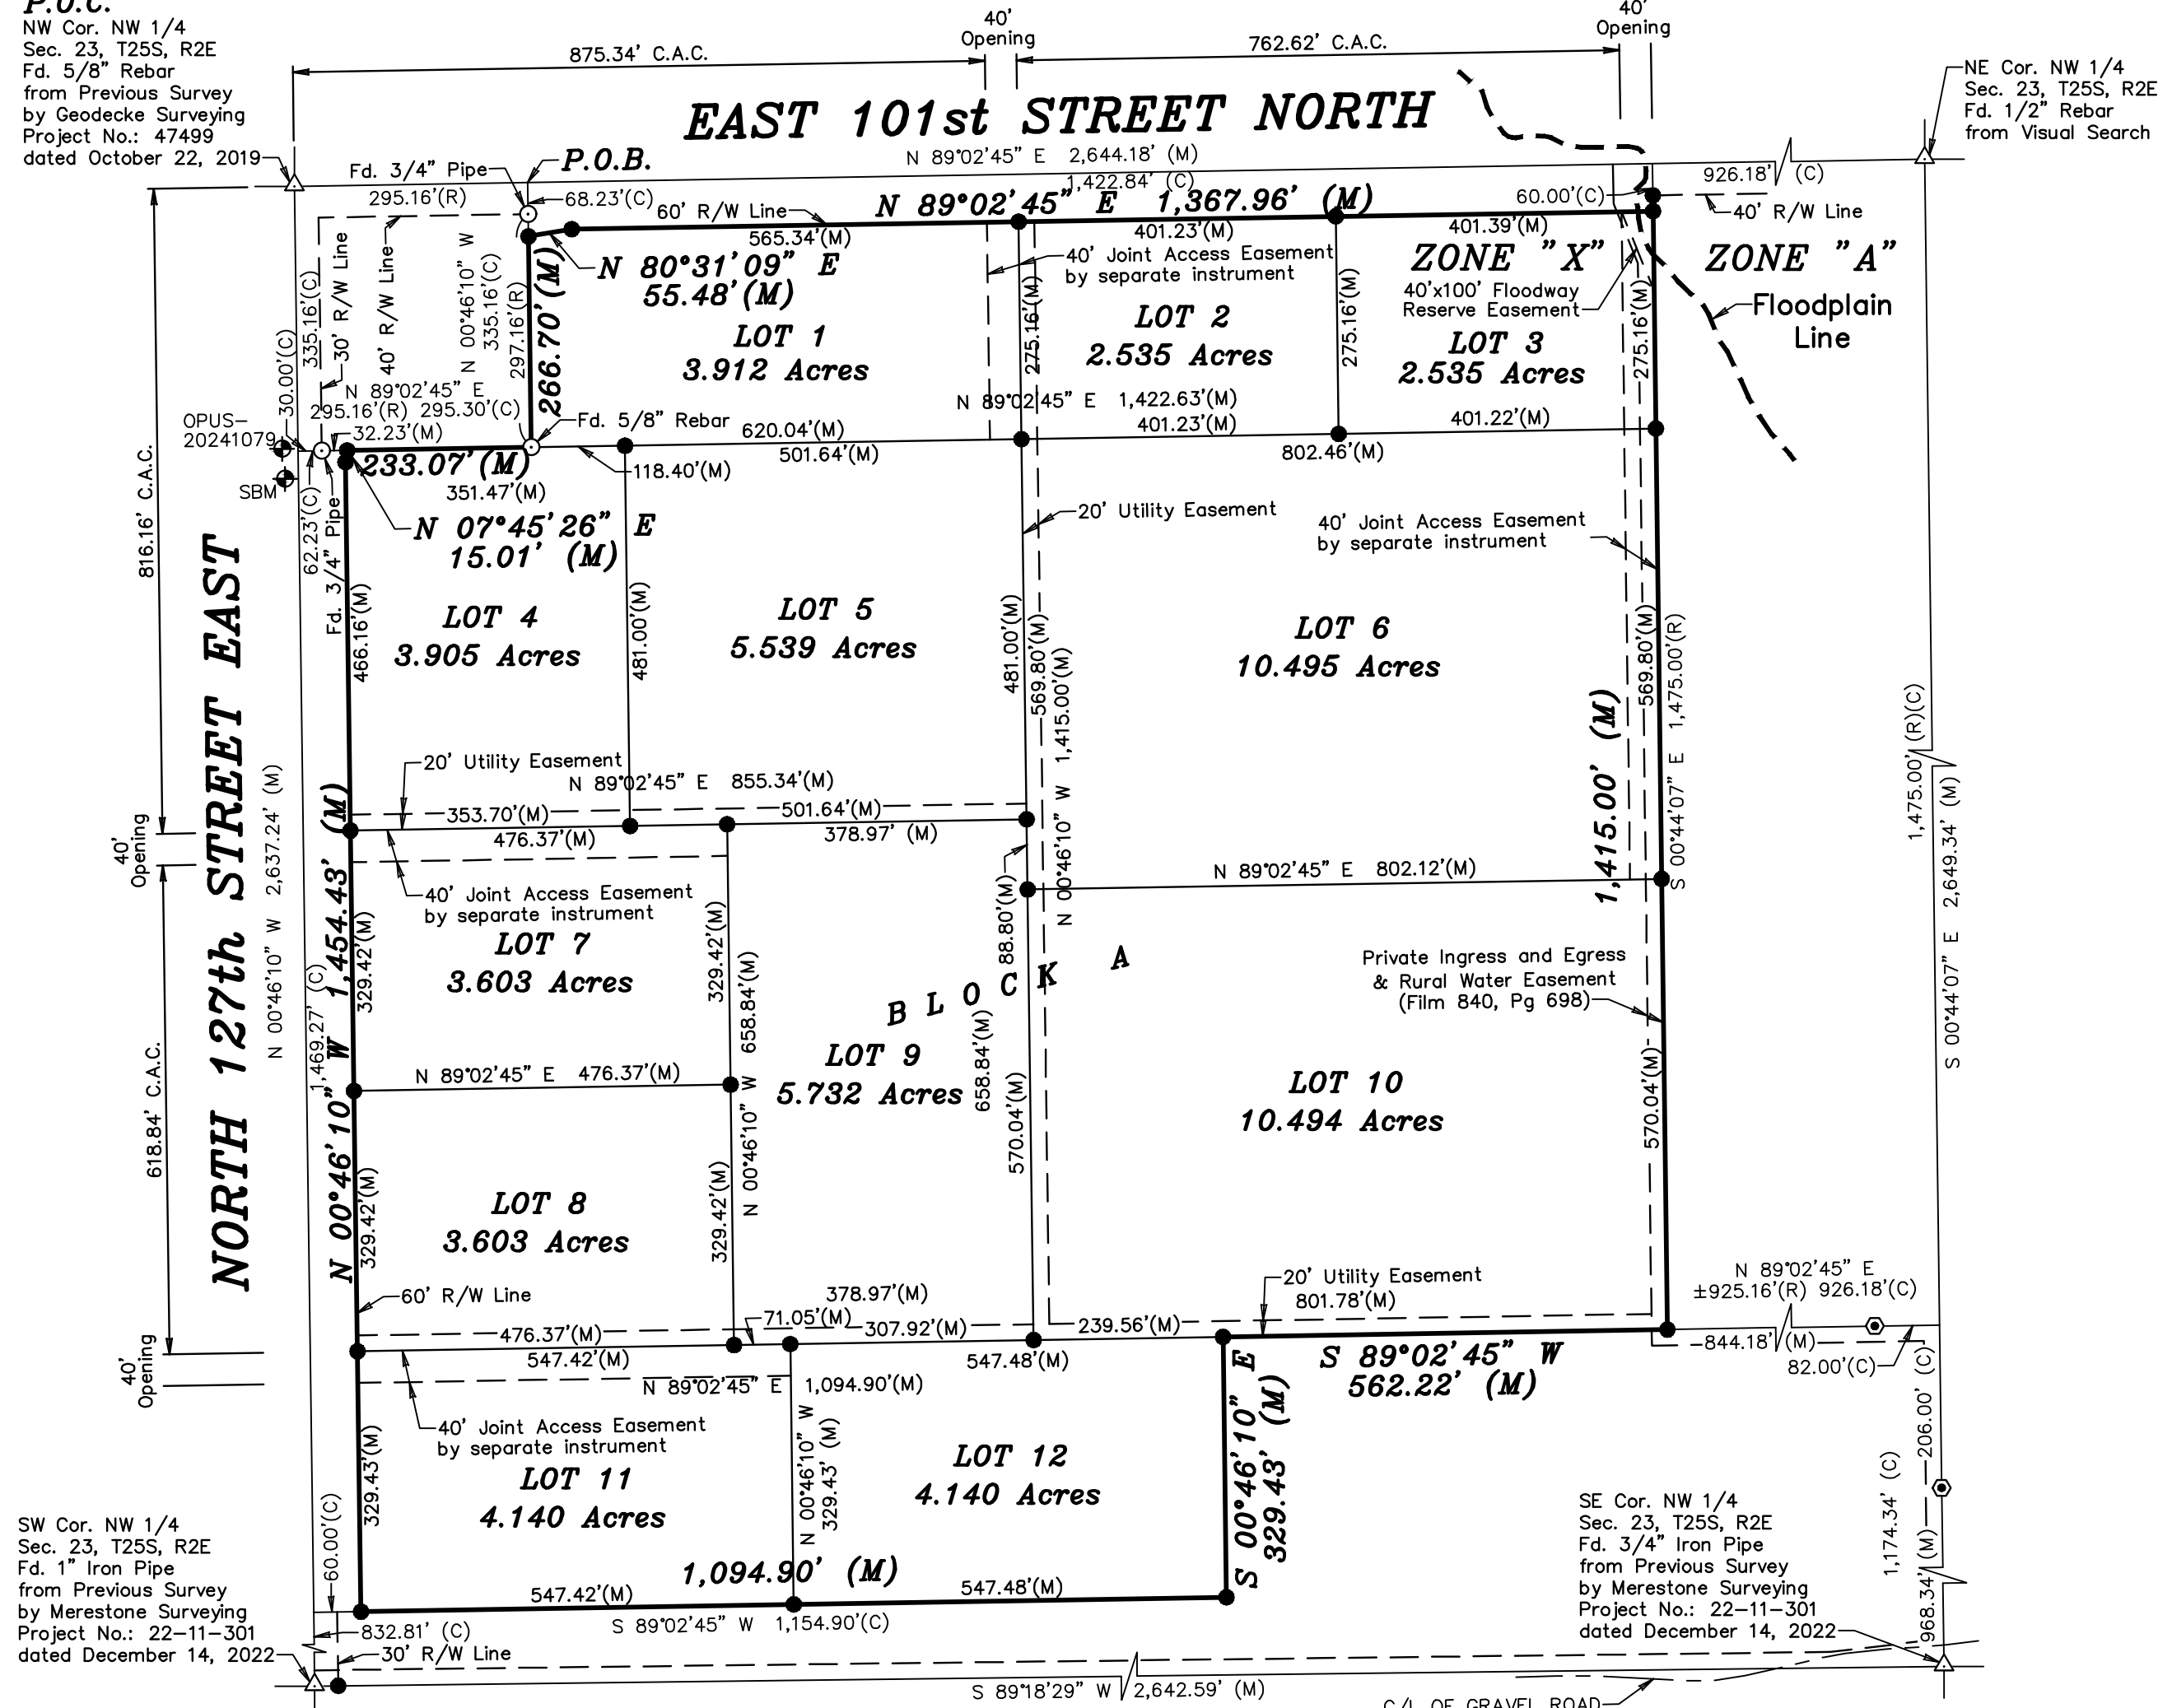 P.O.C.
NW Cor. NW 1/4
Sec. 23, T25S, R2E
Fd. 5/8" Rebar
from Previous Survey
by Geodecke Surveying
Project No.: 47499
dated October 22, 2019
875.34' C.A.C.
40'
Opening
762.62' C.A.C.
40'
Opening
NE Cor. NW 1/4
Sec. 23, T25S, R2E
Fd. 1/2" Rebar
from Visual Search
EAST 101st STREET NORTH
N 89°02'45" E 2,644.18' (M)
1,422.84' (C)
926.18' (C)
Fd. 3/4" Pipe
P.O.B.
295.16'(R)
68.23'(C)
60' R/W Line
N 89°02'45" E 1,367.96' (M)
60.00'(C)
40' R/W Line
565.34'(M)
401.23'(M)
401.39'(M)
N 80°31'09" E
55.48'(M)
40' Joint Access Easement
by separate instrument
ZONE "X"
ZONE "A"
40'x100' Floodway
Reserve Easement
Floodplain
Line
335.16'(C)
30' R/W Line
40' R/W Line
N 00°46'10" W
335.16'(C)
297.16'(R)
266.70'(M)
LOT 1
3.912 Acres
275.16'(M)
LOT 2
2.535 Acres
275.16'(M)
LOT 3
2.535 Acres
275.16'(M)
30.00'(C)
N 89°02'45" E
295.16'(R) 295.30'(C)
32.23'(M)
OPUS-
20241079
SBM
Fd. 5/8" Rebar
N 89°02'45" E 1,422.63'(M)
620.04'(M)
401.23'(M)
401.22'(M)
233.07'(M)
118.40'(M)
501.64'(M)
802.46'(M)
351.47'(M)
62.23'(C)
Fd. 3/4" Pipe
N 07°45'26" E
15.01' (M)
20' Utility Easement
40' Joint Access Easement
by separate instrument
816.16' C.A.C.
NORTH 127th STREET EAST
466.16'(M)
LOT 4
3.905 Acres
481.00'(M)
LOT 5
5.539 Acres
481.00'(M)
569.80'(M)
N 00°46'10" W 1,415.00'(M)
LOT 6
10.495 Acres
1,415.00' (M)
569.80'(M)
S 00°44'07" E 1,475.00'(R)
1,475.00'(R)(C)
S 00°44'07" E 2,649.34' (M)
20' Utility Easement
N 89°02'45" E 855.34'(M)
353.70'(M)
501.64'(M)
476.37'(M)
378.97' (M)
40'
Opening
N 00°46'10" W 2,637.24' (M)
N 00°46'10" W 1,454.43' (M)
1,469.27' (C)
40' Joint Access Easement
by separate instrument
88.80'(M)
N 89°02'45" E 802.12'(M)
329.42'(M)
LOT 7
3.603 Acres
329.42'(M)
658.84'(M)
N 00°46'10" W
BLOCK A
LOT 9
5.732 Acres
658.84'(M)
570.04'(M)
Private Ingress and Egress
& Rural Water Easement
(Film 840, Pg 698)
LOT 10
10.494 Acres
570.04'(M)
618.84' C.A.C.
N 89°02'45" E 476.37'(M)
329.42'(M)
LOT 8
3.603 Acres
329.42'(M)
60' R/W Line
378.97'(M)
71.05'(M)
20' Utility Easement
801.78'(M)
N 89°02'45" E
±925.16'(R) 926.18'(C)
476.37'(M)
307.92'(M)
239.56'(M)
547.42'(M)
547.48'(M)
S 89°02'45" W
562.22' (M)
844.18' (M)
82.00'(C)
40'
Opening
N 89°02'45" E 1,094.90'(M)
40' Joint Access Easement
by separate instrument
329.43'(M)
LOT 11
4.140 Acres
N 00°46'10" W
329.43' (M)
LOT 12
4.140 Acres
S 00°46'10" E
329.43' (M)
206.00' (C)
1,174.34' (C)
968.34'(M)
SW Cor. NW 1/4
Sec. 23, T25S, R2E
Fd. 1" Iron Pipe
from Previous Survey
by Merestone Surveying
Project No.: 22-11-301
dated December 14, 2022
60.00'(C)
1,094.90' (M)
547.42'(M)
547.48'(M)
S 89°02'45" W 1,154.90'(C)
832.81' (C)
30' R/W Line
SE Cor. NW 1/4
Sec. 23, T25S, R2E
Fd. 3/4" Iron Pipe
from Previous Survey
by Merestone Surveying
Project No.: 22-11-301
dated December 14, 2022
S 89°18'29" W 2,642.59' (M)
C/L OF GRAVEL ROAD